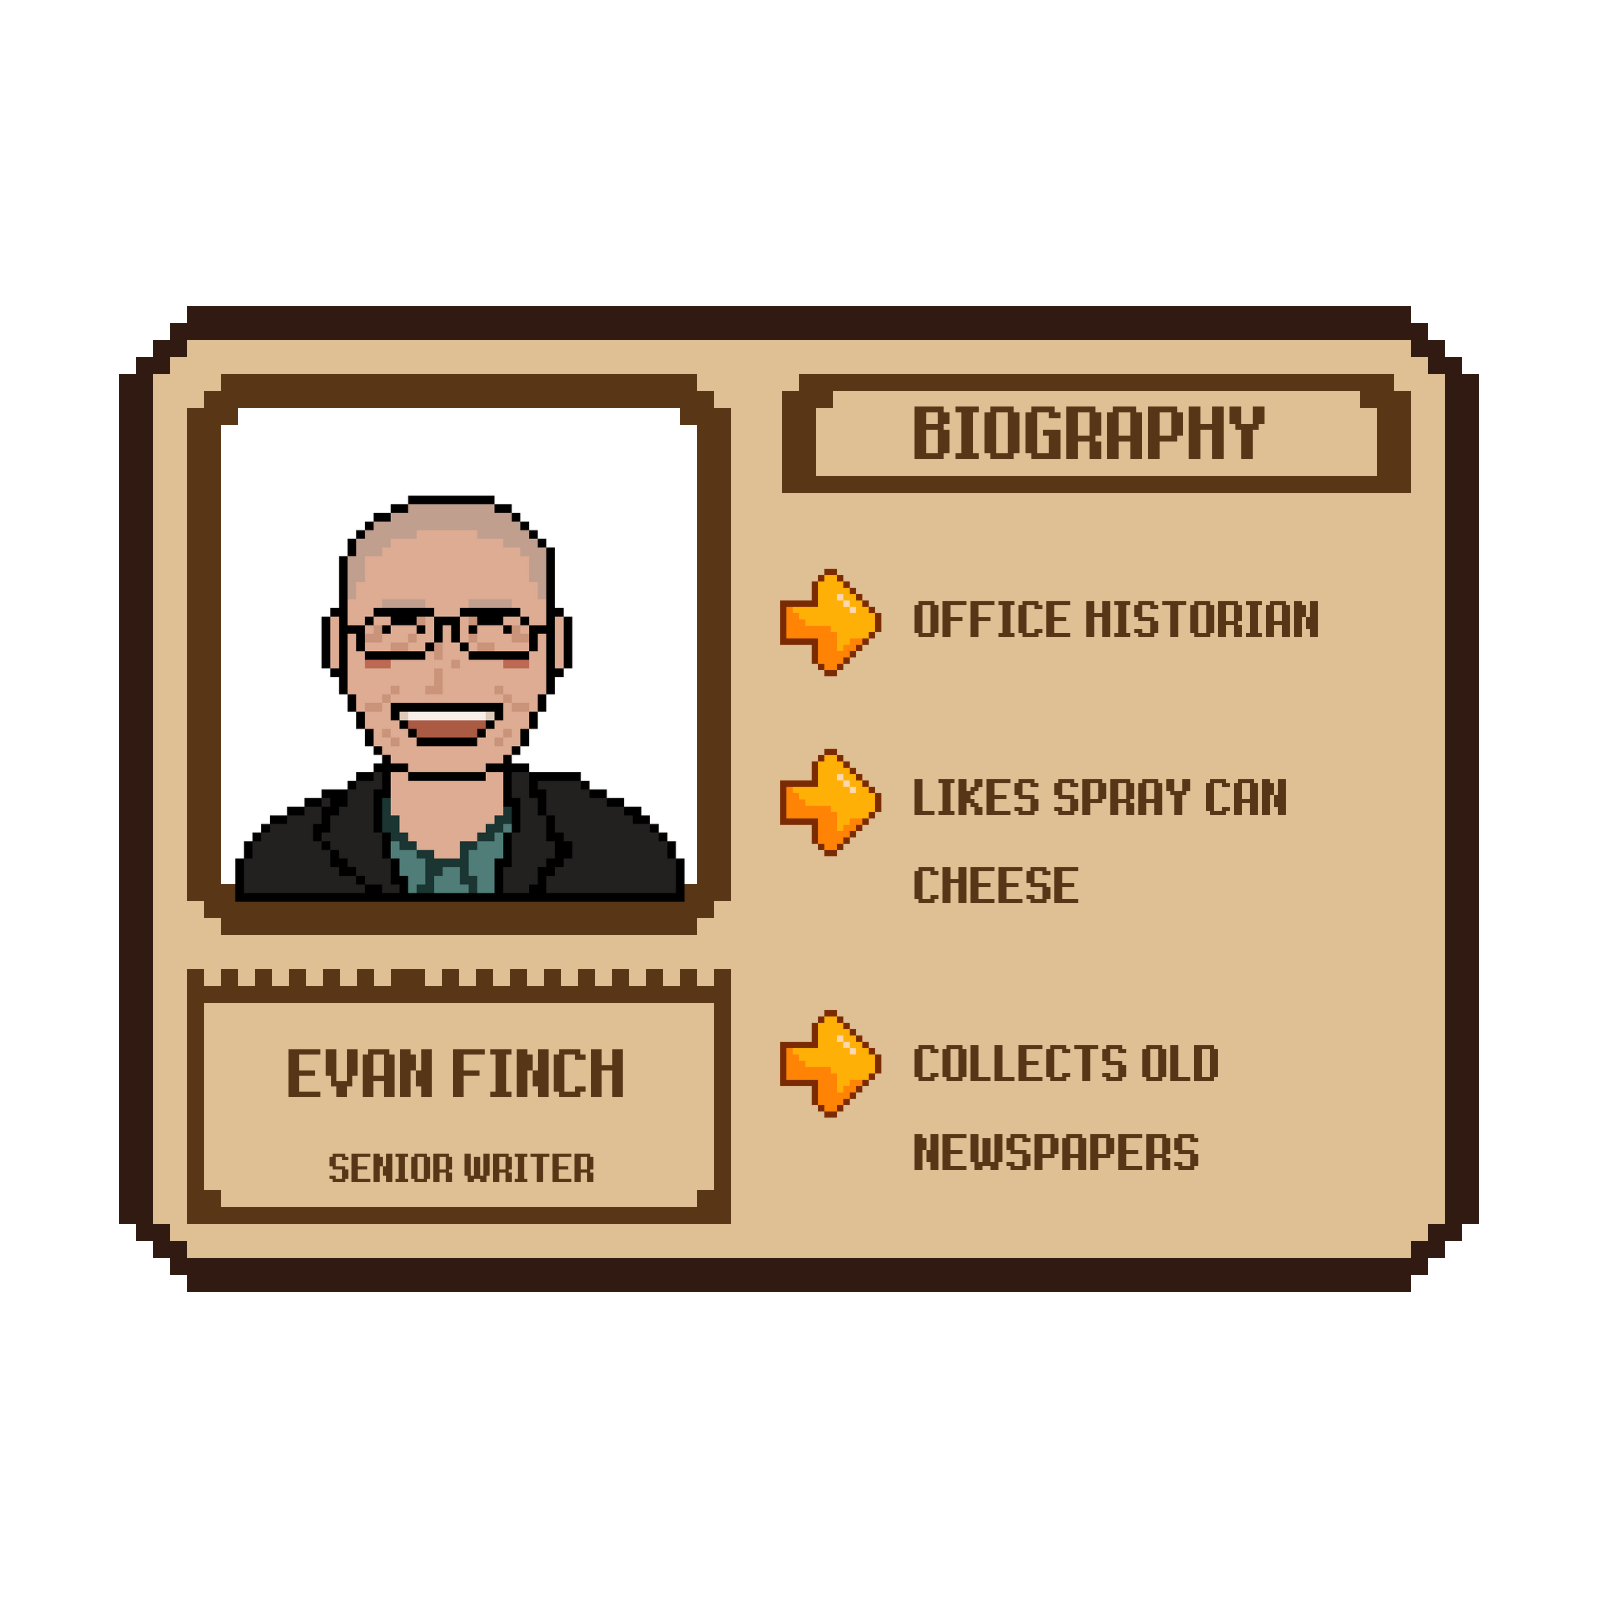 EVAN FINCH
SENIOR WRITER
BIOGRAPHY
OFFICE HISTORIAN
LIKES SPRAY CAN
CHEESE
COLLECTS OLD
NEWSPAPERS